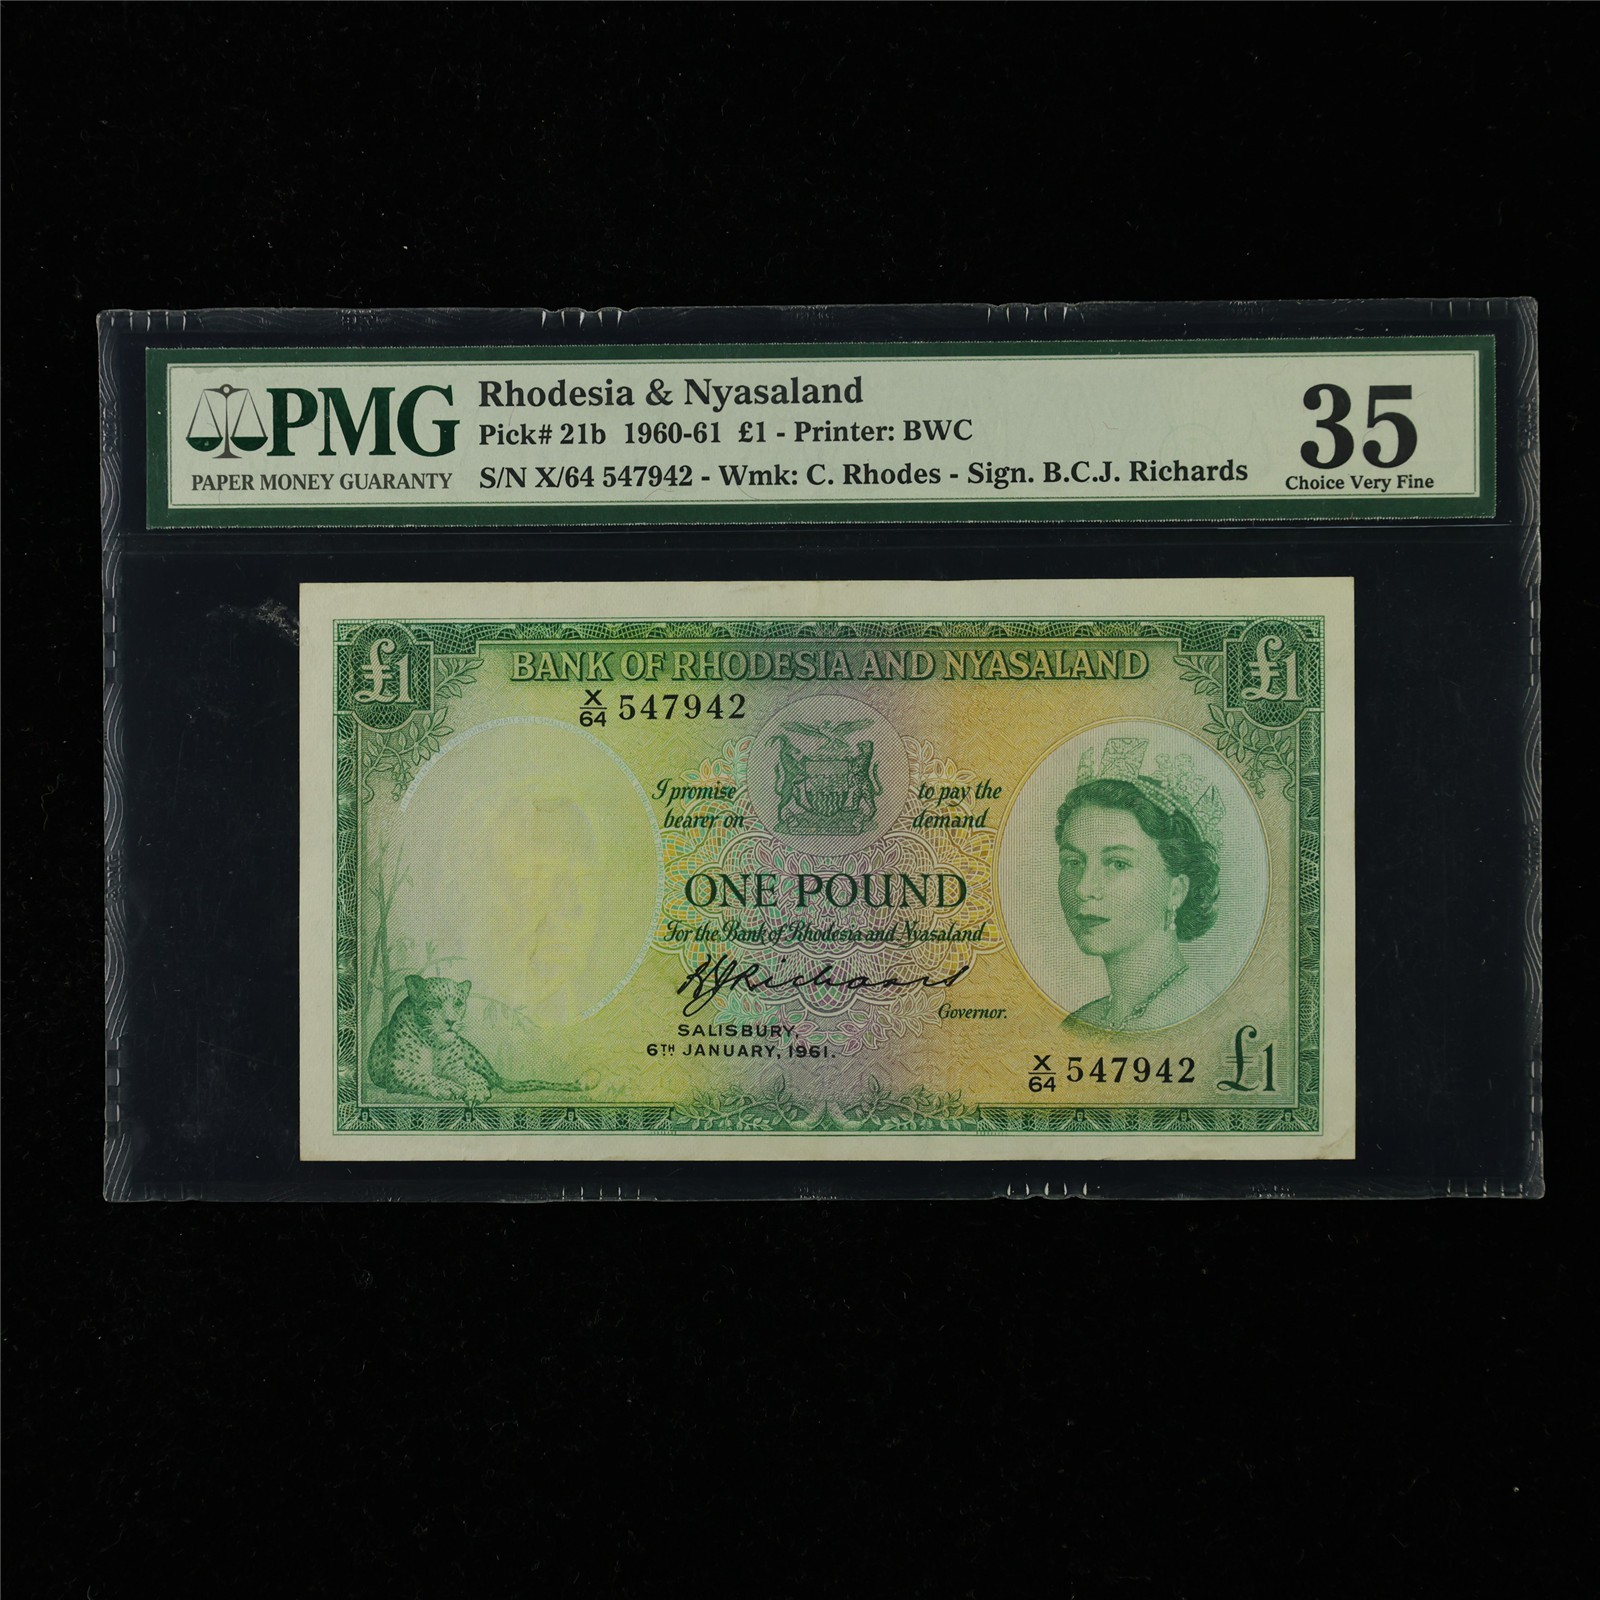 PMG
PAPER MONEY GUARANTY
Rhodesia & Nyasaland
Pick# 21b 1960-61 £1 - Printer: BWC
S/N X/64 547942 - Wmk: C. Rhodes - Sign. B.C.J. Richards
35
Choice Very Fine
£1
BANK OF RHODESIA AND NYASALAND
£1
X/64 547942
I promise to pay the
bearer on demand
ONE POUND
For the Bank of Rhodesia and Nyasaland
Governor.
SALISBURY,
6TH JANUARY, 1961.
X/64 547942 £1